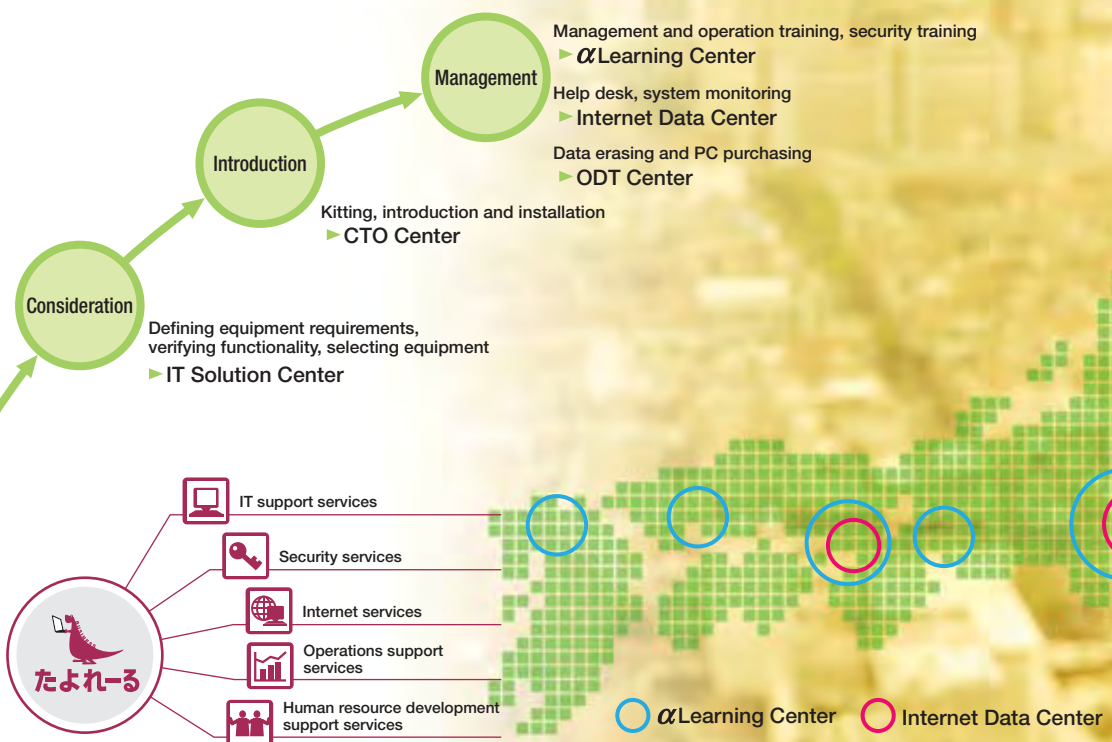 Management and operation training, security training
αLearning Center
Management
Help desk, system monitoring
Internet Data Center
Data erasing and PC purchasing
ODT Center
Introduction
Kitting, introduction and installation
CTO Center
Consideration
Defining equipment requirements,
verifying functionality, selecting equipment
IT Solution Center
IT support services
Security services
Internet services
Operations support
services
Human resource development
support services
たよれーる
αLearning Center
Internet Data Center